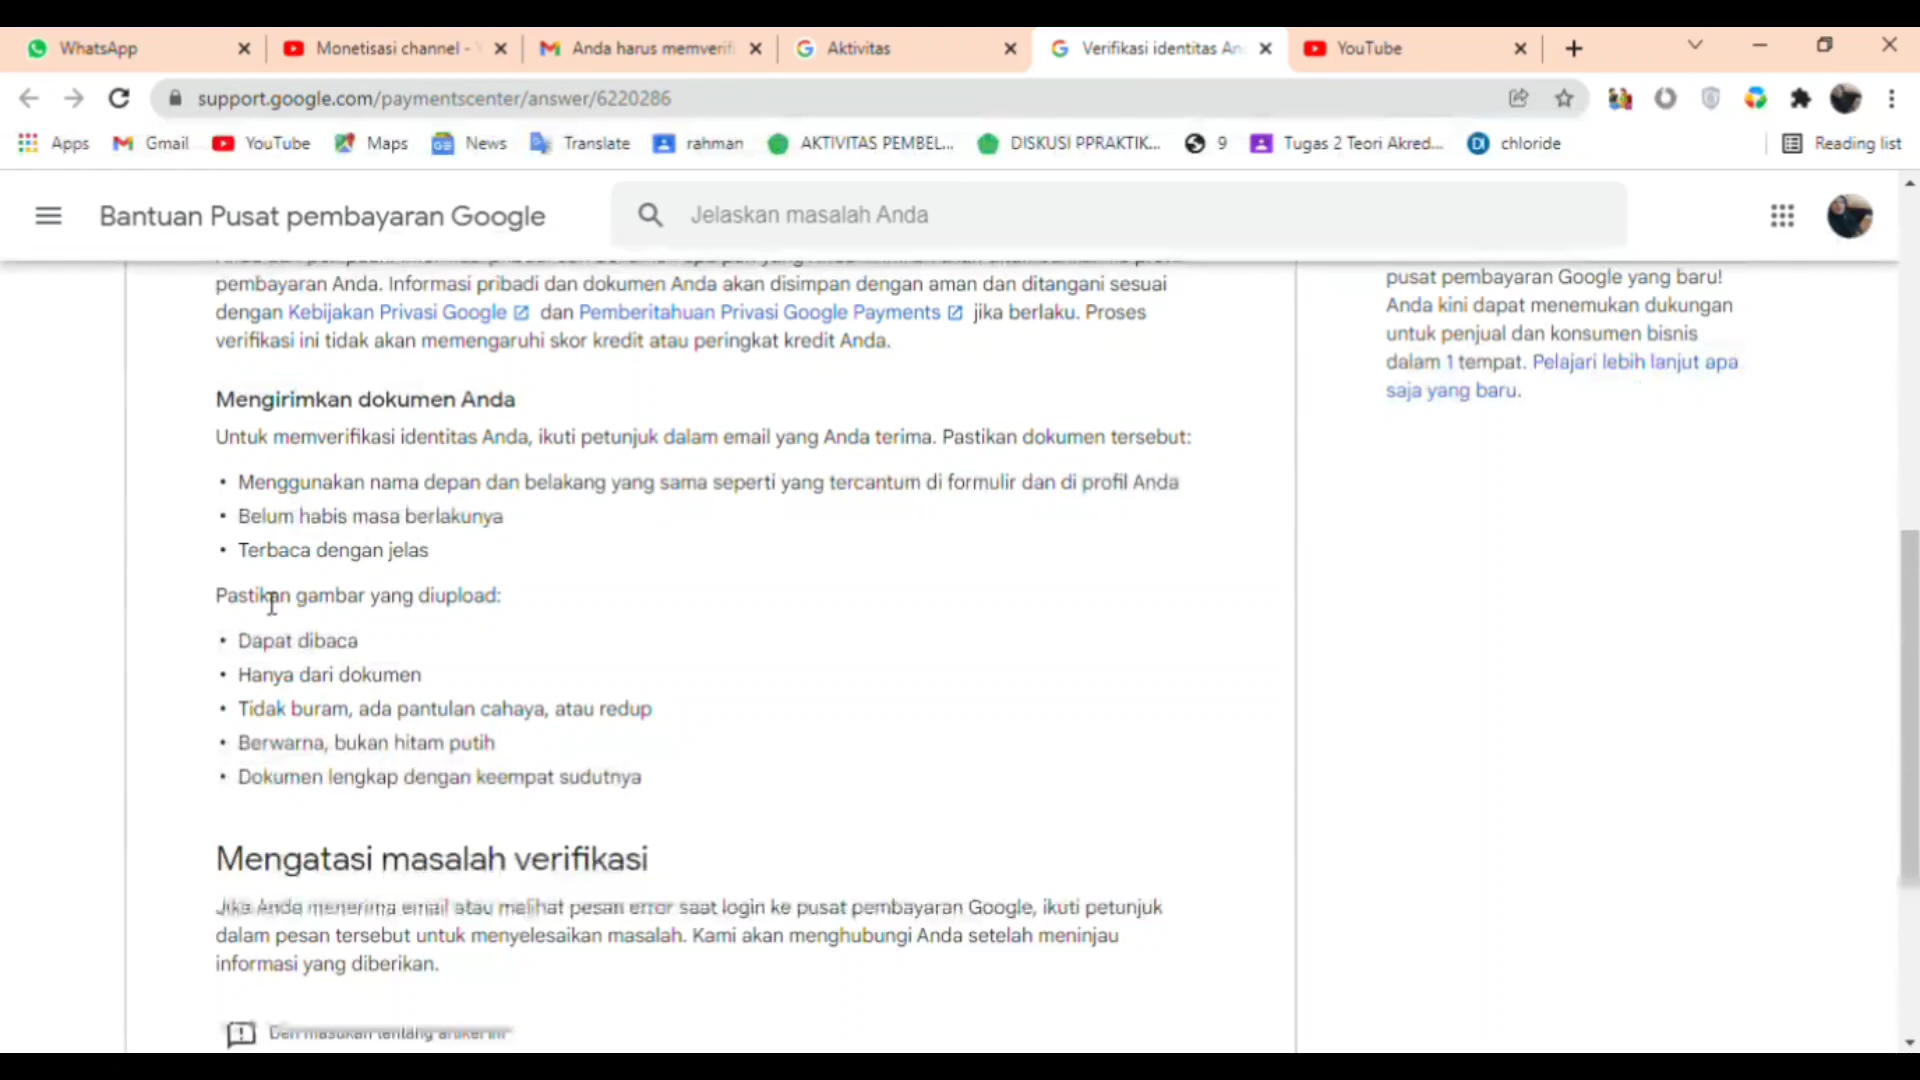 WhatsApp
Monetisasi channel -
Anda harus memverifi
Aktivitas
Verifikasi identitas An
YouTube
support.google.com/paymentscenter/answer/6220286
Apps
Gmail
YouTube
Maps
News
Translate
rahman
AKTIVITAS PEMBEL...
DISKUSI PPRAKTIK...
9
Tugas 2 Teori Akred...
chloride
Reading list
Bantuan Pusat pembayaran Google
Jelaskan masalah Anda
pembayaran Anda. Informasi pribadi dan dokumen Anda akan disimpan dengan aman dan ditangani sesuai
dengan Kebijakan Privasi Google dan Pemberitahuan Privasi Google Payments jika berlaku. Proses
verifikasi ini tidak akan memengaruhi skor kredit atau peringkat kredit Anda.
Mengirimkan dokumen Anda
Untuk memverifikasi identitas Anda, ikuti petunjuk dalam email yang Anda terima. Pastikan dokumen tersebut:
• Menggunakan nama depan dan belakang yang sama seperti yang tercantum di formulir dan di profil Anda
• Belum habis masa berlakunya
• Terbaca dengan jelas
Pastikan gambar yang diupload:
• Dapat dibaca
• Hanya dari dokumen
• Tidak buram, ada pantulan cahaya, atau redup
• Berwarna, bukan hitam putih
• Dokumen lengkap dengan keempat sudutnya
Mengatasi masalah verifikasi
Jika Anda menerima email atau melihat pesan error saat login ke pusat pembayaran Google, ikuti petunjuk
dalam pesan tersebut untuk menyelesaikan masalah. Kami akan menghubungi Anda setelah meninjau
informasi yang diberikan.
Beri masukan tentang artikel ini
pusat pembayaran Google yang baru!
Anda kini dapat menemukan dukungan
untuk penjual dan konsumen bisnis
dalam 1 tempat. Pelajari lebih lanjut apa
saja yang baru.